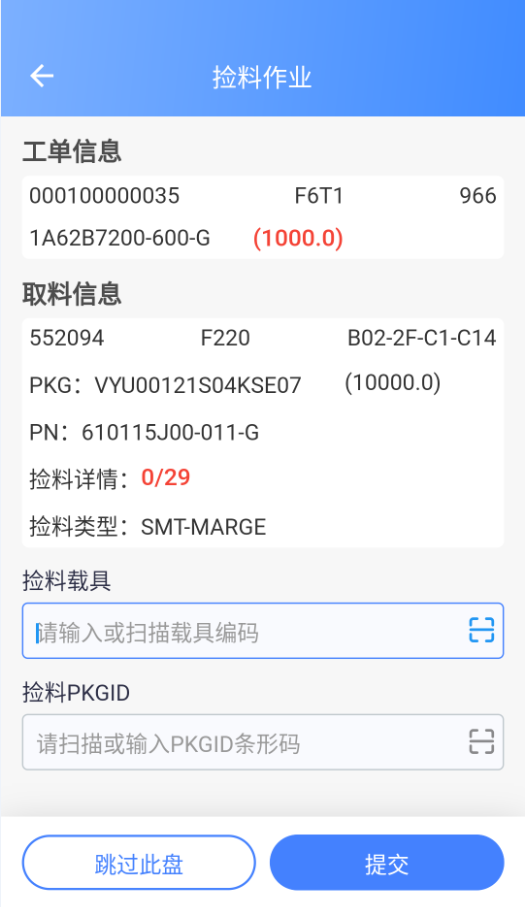 捡料作业
工单信息
000100000035 F6T1 966
1A62B7200-600-G (1000.0)
取料信息
552094 F220 B02-2F-C1-C14
PKG：VYU00121S04KSE07 (10000.0)
PN：610115J00-011-G
捡料详情：0/29
捡料类型：SMT-MARGE
捡料载具
请输入或扫描载具编码
捡料PKGID
请扫描或输入PKGID条形码
跳过此盘 提交